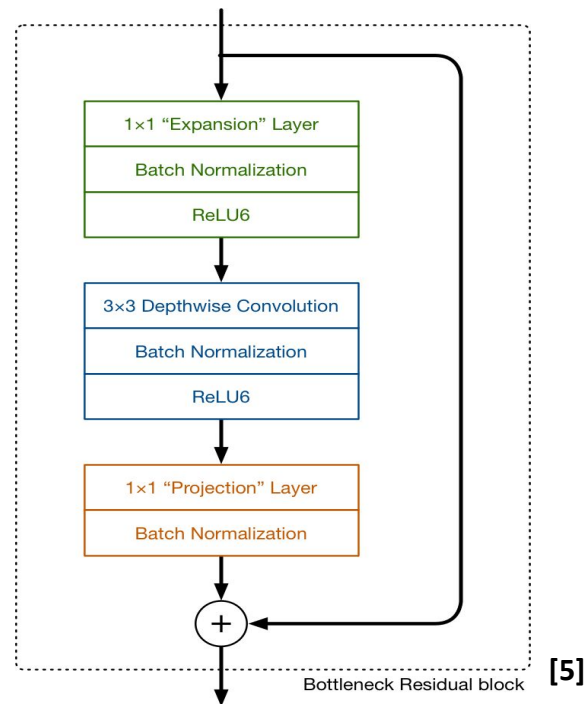 1×1 “Expansion” Layer
Batch Normalization
ReLU6
3×3 Depthwise Convolution
Batch Normalization
ReLU6
1×1 “Projection” Layer
Batch Normalization
+
Bottleneck Residual block
[5]